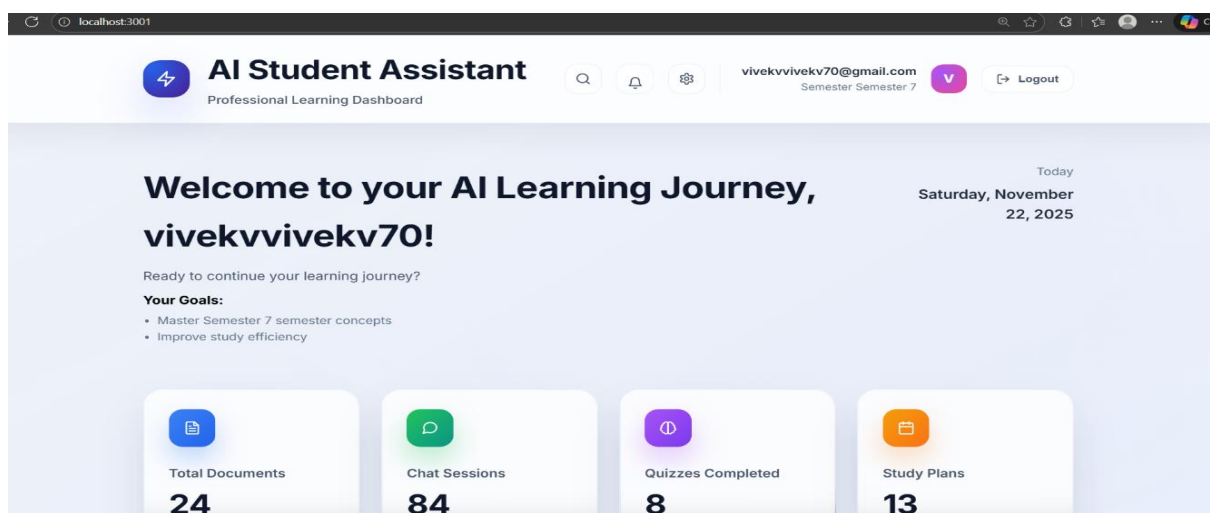 localhost:3001
AI Student Assistant
Professional Learning Dashboard
vivekvvivekv70@gmail.com
Semester Semester 7
V
Logout
Welcome to your AI Learning Journey,
vivekvvivekv70!
Today
Saturday, November
22, 2025
Ready to continue your learning journey?
Your Goals:
• Master Semester 7 semester concepts
• Improve study efficiency
Total Documents
24
Chat Sessions
84
Quizzes Completed
8
Study Plans
13